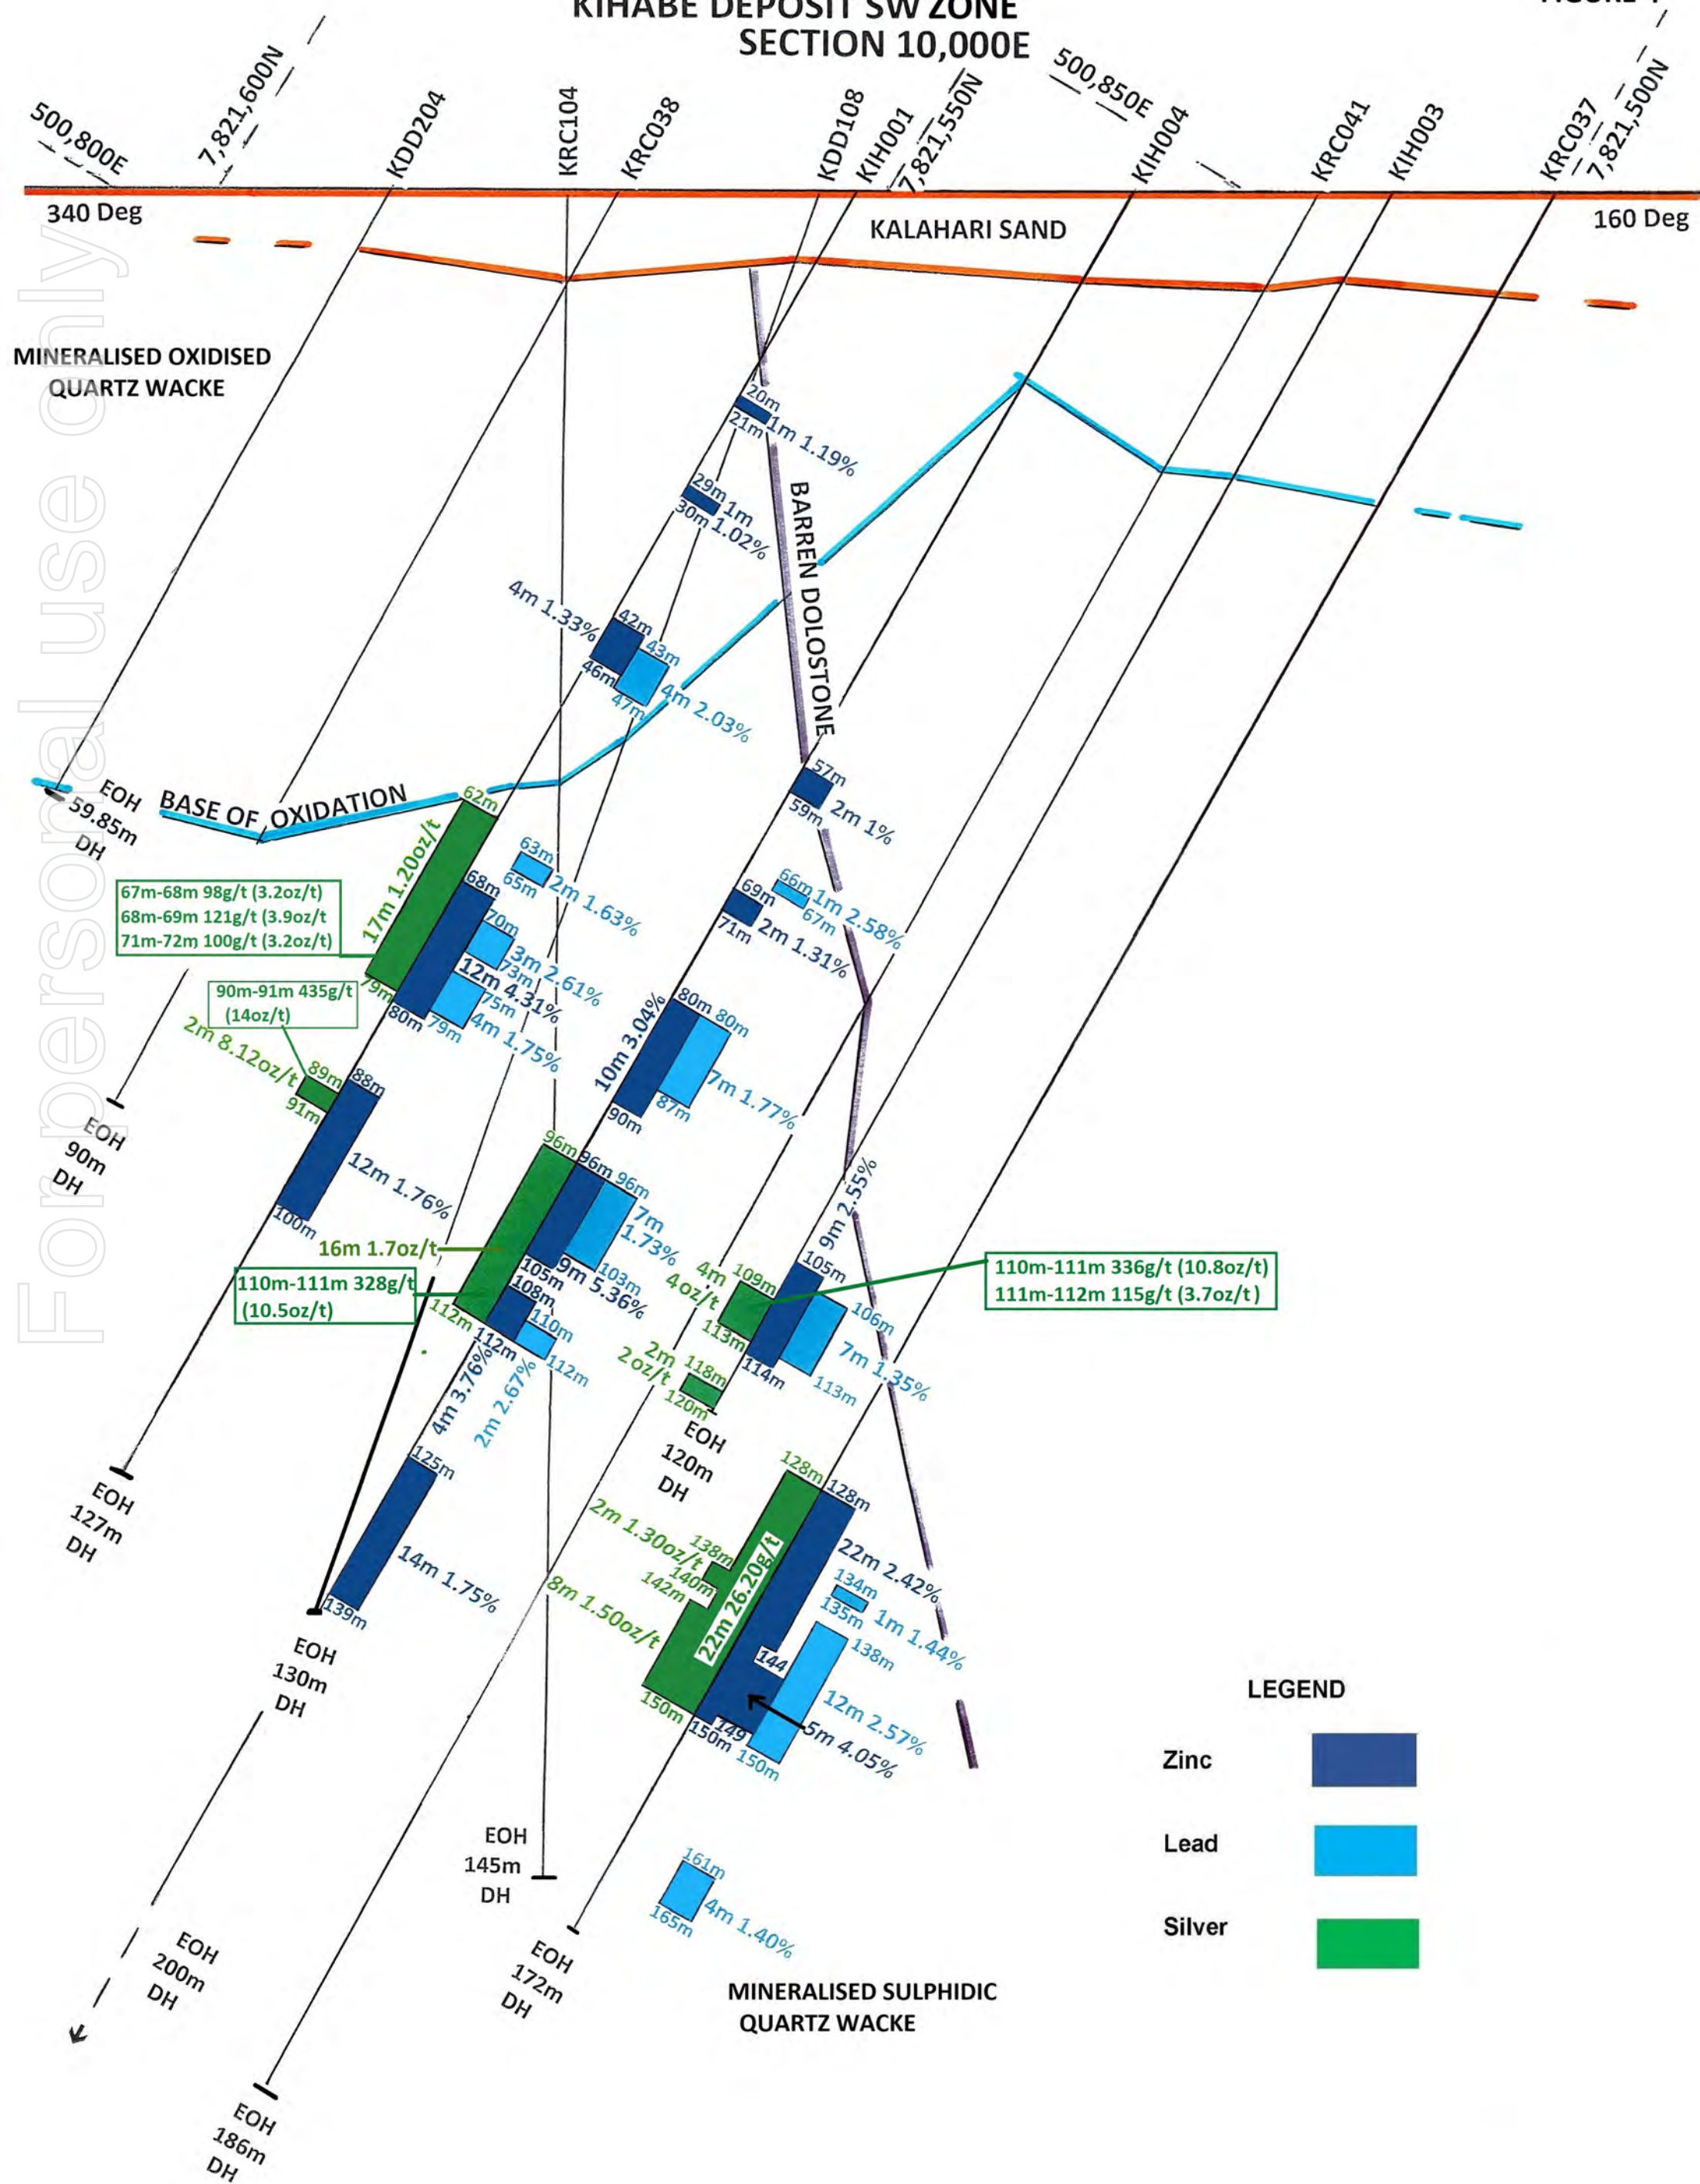 KIHABE DEPOSIT SW ZONE
SECTION 10,000E
500,800E
7,821,600N
KDD204
KRC104
KRC038
KDD108
KIH001
7,821,550N
500,850E
KIH004
KRC041
KIH003
KRC037
7,821,500N
340 Deg
160 Deg
KALAHARI SAND
MINERALISED OXIDISED
QUARTZ WACKE
For personal use only
20m
21m
1m 1.19%
29m
1m
30m
1.02%
BARREN DOLOSTONE
4m 1.33%
42m
43m
46m
47m
4m 2.03%
57m
59m
2m 1%
EOH
59.85m
DH
BASE OF OXIDATION
62m
17m 1.20oz/t
63m
65m
2m 1.63%
68m
70m
3m 2.61%
73m
12m 4.31%
75m
79m
80m
79m
4m 1.75%
67m-68m 98g/t (3.2oz/t)
68m-69m 121g/t (3.9oz/t
71m-72m 100g/t (3.2oz/t)
66m
1m 2.58%
67m
69m
71m
2m 1.31%
90m-91m 435g/t
(14oz/t)
2m 8.12oz/t
89m
88m
91m
12m 1.76%
100m
10m 3.04%
80m
80m
7m 1.77%
87m
90m
EOH
90m
DH
96m
96m
96m
7m
1.73%
16m 1.7oz/t
105m
103m
9m 5.36%
108m
110m
110m-111m 328g/t
(10.5oz/t)
112m
112m
112m
4m 3.76%
2m 2.67%
9m 2.55%
105m
4m
4oz/t
109m
106m
113m
7m 1.35%
114m
113m
110m-111m 336g/t (10.8oz/t)
111m-112m 115g/t (3.7oz/t)
2m
2oz/t
118m
120m
EOH
120m
DH
125m
14m 1.75%
139m
EOH
127m
DH
128m
128m
22m 26.20g/t
22m 2.42%
2m 1.30oz/t
138m
140m
142m
8m 1.50oz/t
134m
135m
1m 1.44%
138m
144
12m 2.57%
150m
149
150m
150m
5m 4.05%
EOH
130m
DH
EOH
145m
DH
161m
165m
4m 1.40%
EOH
200m
DH
EOH
172m
DH
MINERALISED SULPHIDIC
QUARTZ WACKE
EOH
186m
DH
LEGEND
Zinc
Lead
Silver